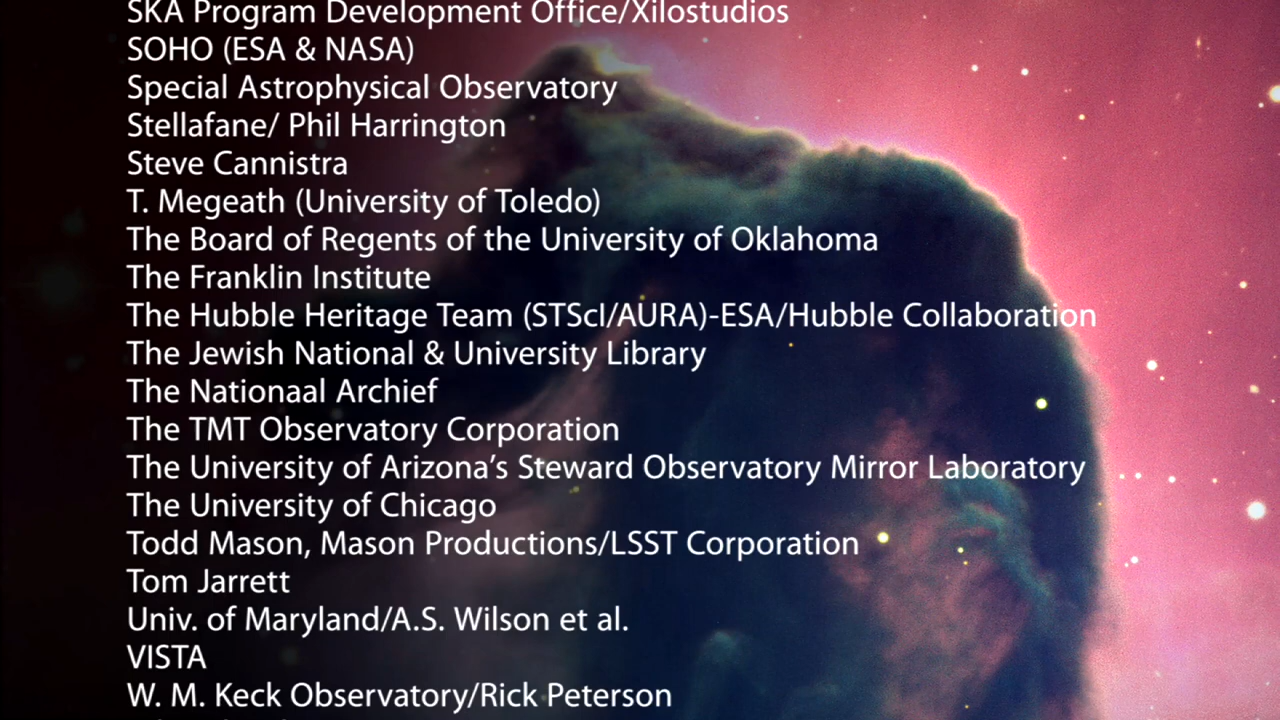 SKA Program Development Office/Xilostudios
SOHO (ESA & NASA)
Special Astrophysical Observatory
Stellafane/ Phil Harrington
Steve Cannistra
T. Megeath (University of Toledo)
The Board of Regents of the University of Oklahoma
The Franklin Institute
The Hubble Heritage Team (STScI/AURA)-ESA/Hubble Collaboration
The Jewish National & University Library
The Nationaal Archief
The TMT Observatory Corporation
The University of Arizona’s Steward Observatory Mirror Laboratory
The University of Chicago
Todd Mason, Mason Productions/LSST Corporation
Tom Jarrett
Univ. of Maryland/A.S. Wilson et al.
VISTA
W. M. Keck Observatory/Rick Peterson